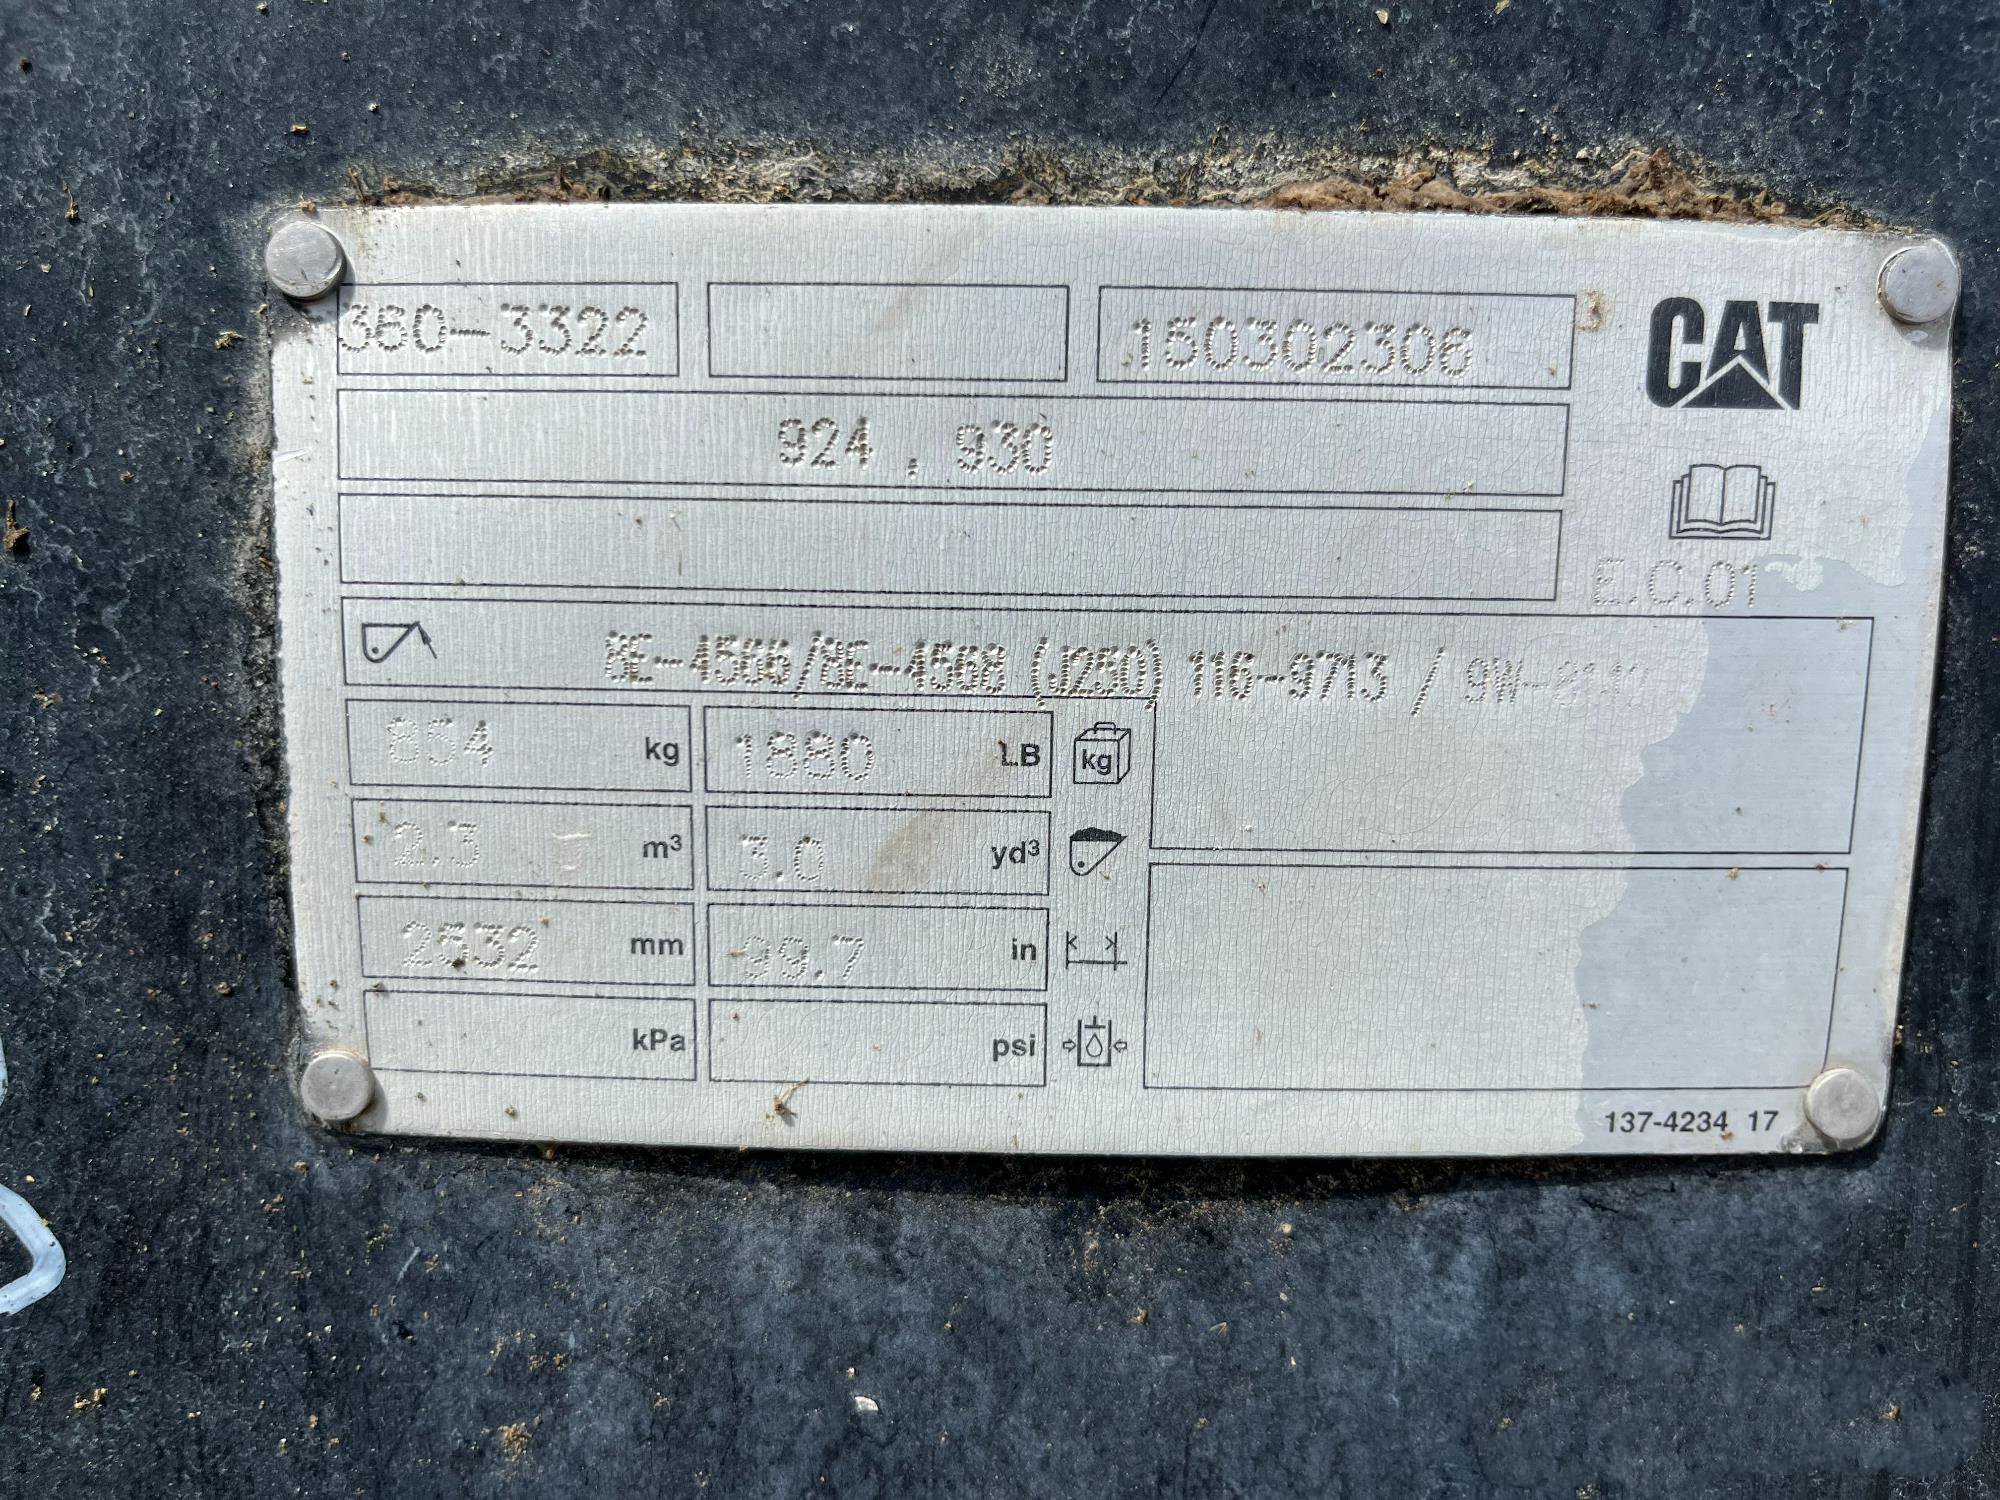 360-3322 150302306
CAT
924 , 930
E.C.01
8E-4566/8E-4568 (J250) 116-9713 /
854 kg 1880 LB kg
2.3 m³ 3.0 yd³
2532 mm 99.7 in
kPa psi
137-4234 17